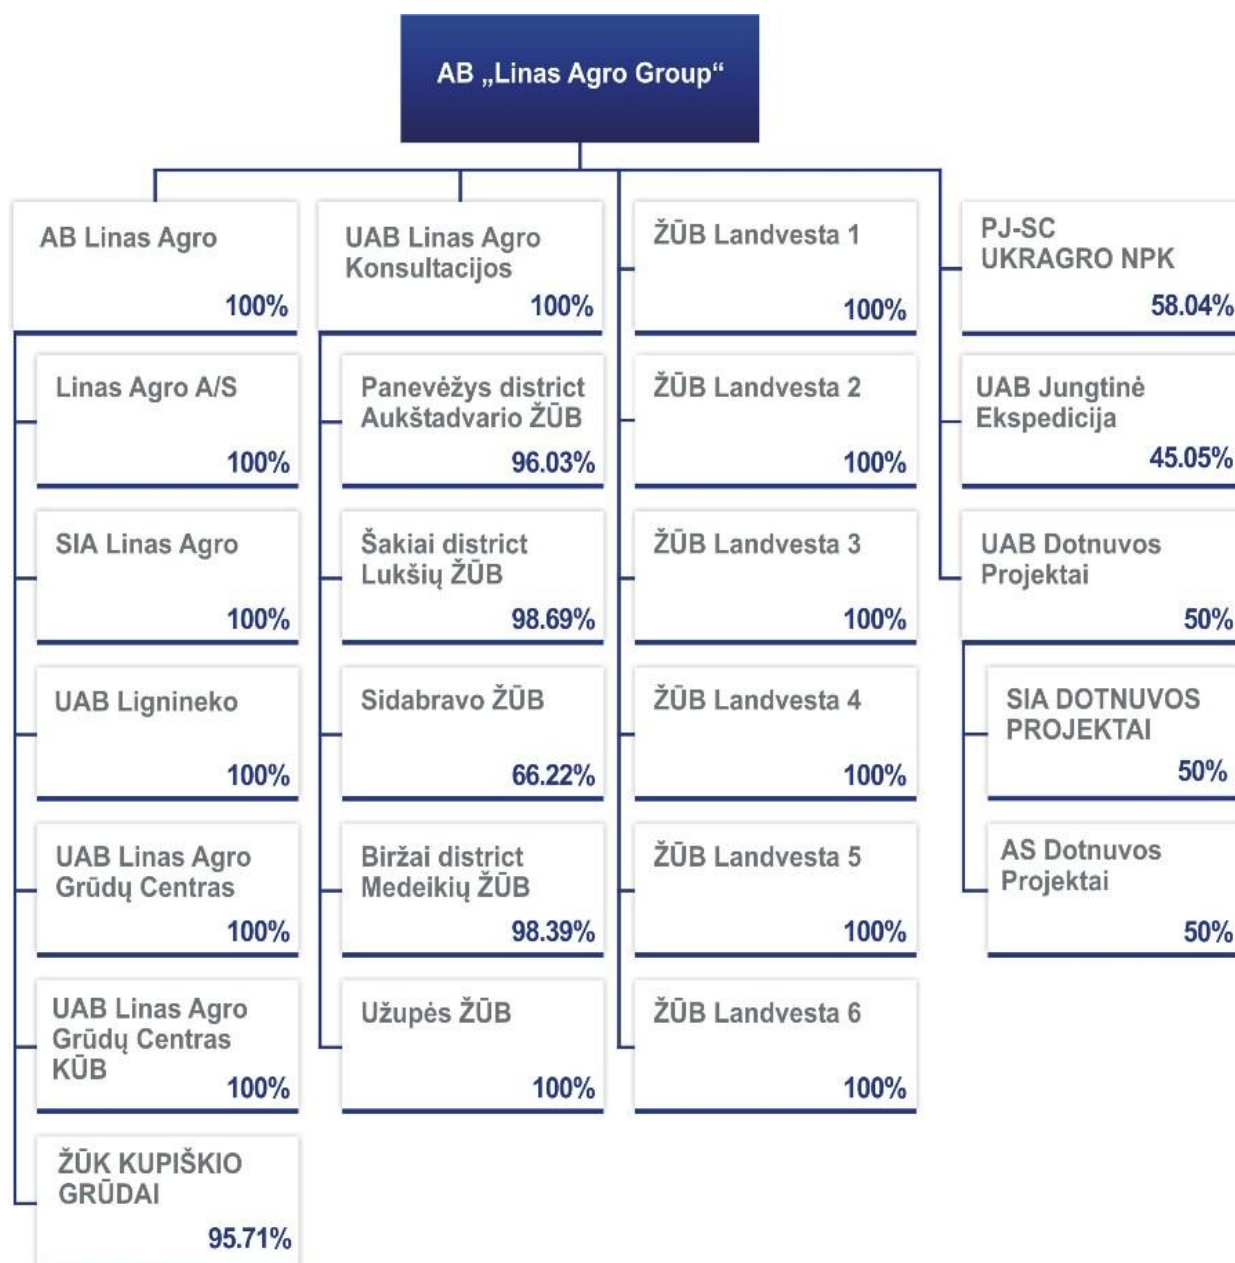 AB „Linas Agro Group“
AB Linas Agro
100%
Linas Agro A/S
100%
SIA Linas Agro
100%
UAB Lignineko
100%
UAB Linas Agro
Grūdų Centras
100%
UAB Linas Agro
Grūdų Centras
KŪB
100%
ŽŪK KUPIŠKIO
GRŪDAI
95.71%
UAB Linas Agro
Konsultacijos
100%
Panevėžys district
Aukštadvario ŽŪB
96.03%
Šakiai district
Lukšių ŽŪB
98.69%
Sidabravo ŽŪB
66.22%
Biržai district
Medeikių ŽŪB
98.39%
Užupės ŽŪB
100%
ŽŪB Landvesta 1
100%
ŽŪB Landvesta 2
100%
ŽŪB Landvesta 3
100%
ŽŪB Landvesta 4
100%
ŽŪB Landvesta 5
100%
ŽŪB Landvesta 6
100%
PJ-SC
UKRAGRO NPK
58.04%
UAB Jungtinė
Ekspedicija
45.05%
UAB Dotnuvos
Projektai
50%
SIA DOTNUVOS
PROJEKTAI
50%
AS Dotnuvos
Projektai
50%